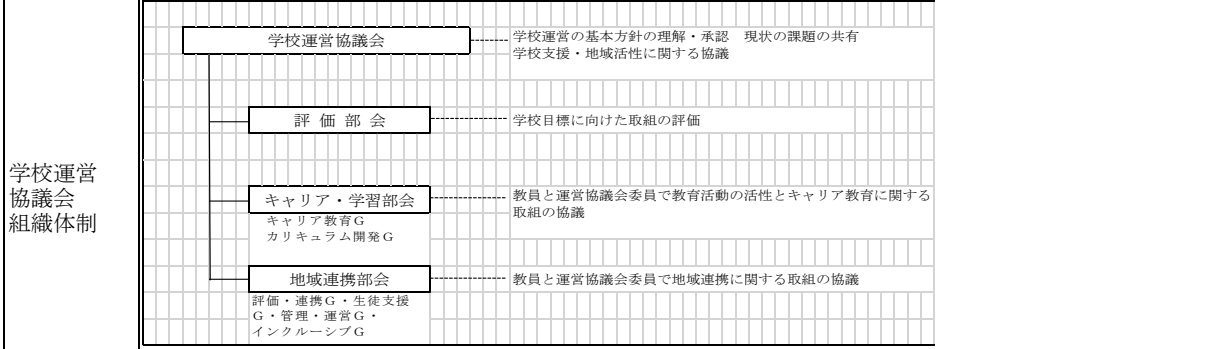 学校運営
協議会
組織体制
学校運営協議会
学校運営の基本方針の理解・承認　現状の課題の共有
学校支援・地域活性に関する協議
評 価 部 会
学校目標に向けた取組の評価
キャリア・学習部会
教員と運営協議会委員で教育活動の活性とキャリア教育に関する
取組の協議
キャリア教育Ｇ
カリキュラム開発Ｇ
地域連携部会
教員と運営協議会委員で地域連携に関する取組の協議
評価・連携Ｇ・生徒支援
Ｇ・管理・運営Ｇ・
インクルーシブＧ